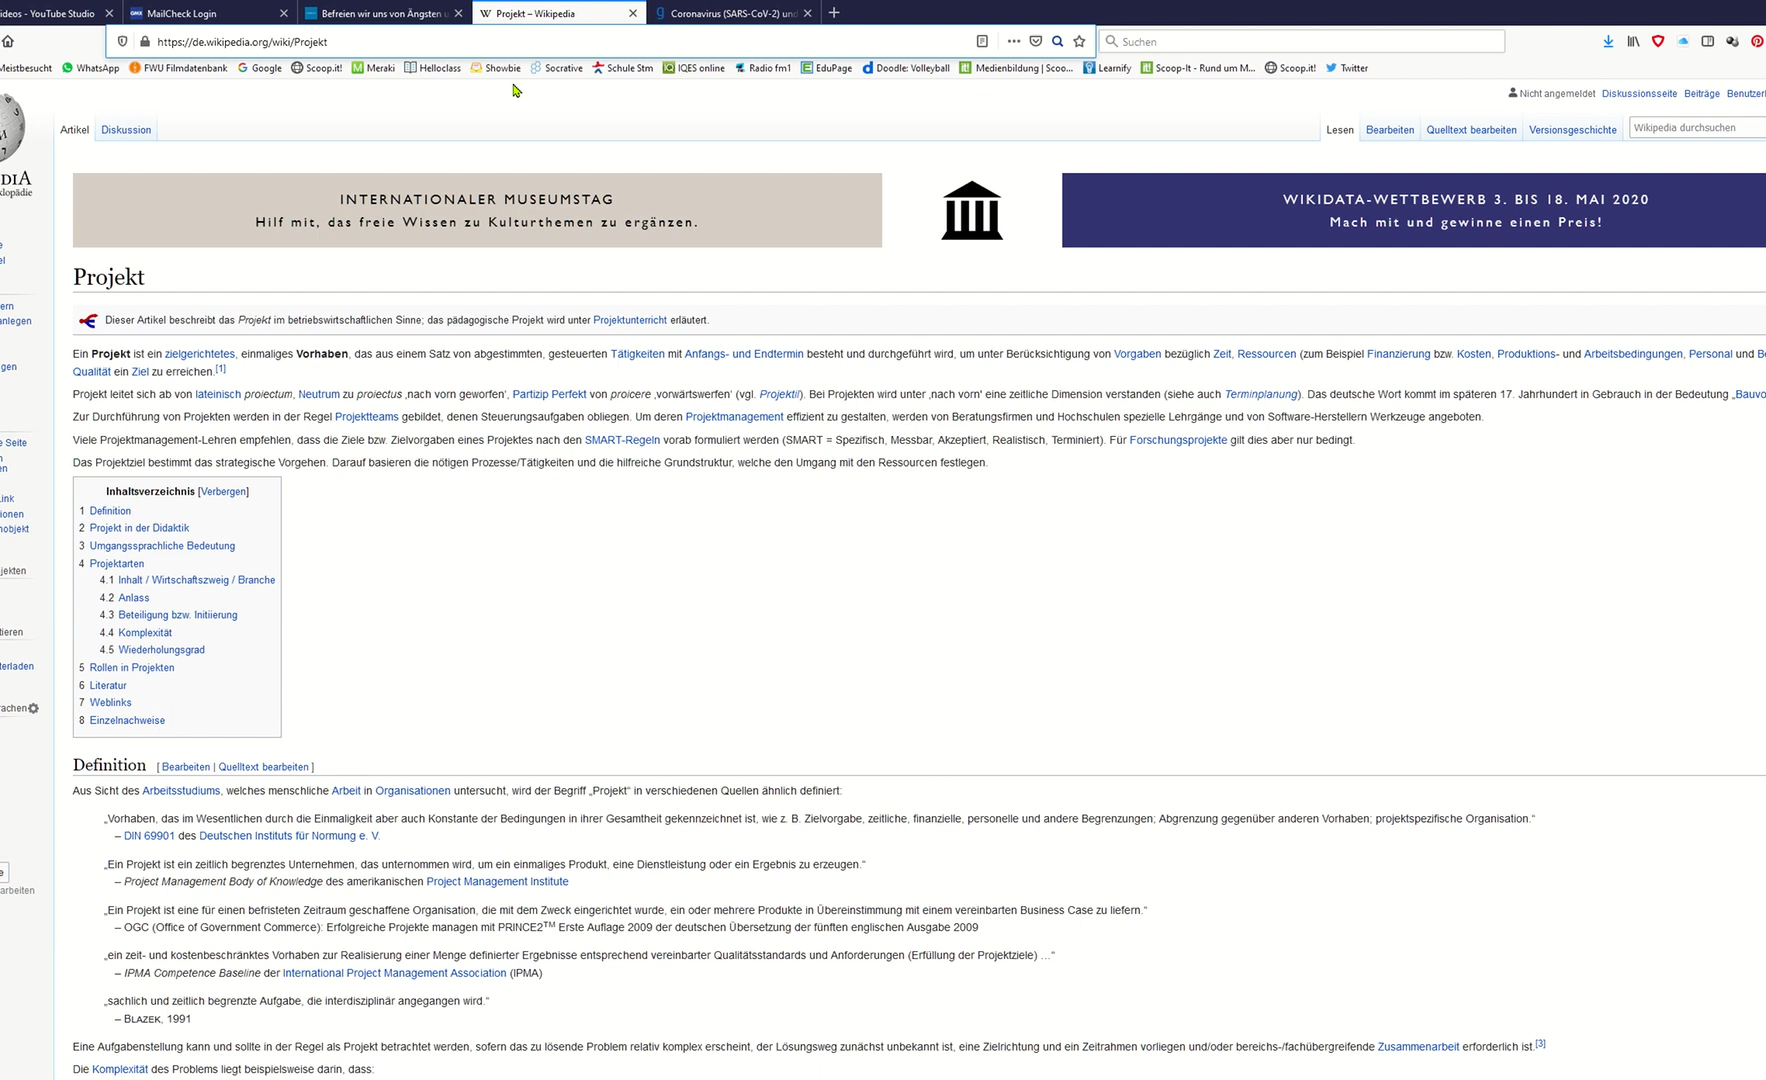 ideos - YouTube Studio
GMX MailCheck Login
Befreien wir uns von Ängsten u
W Projekt – Wikipedia
Coronavirus (SARS-CoV-2) und
https://de.wikipedia.org/wiki/Projekt
Suchen
Meistbesucht WhatsApp FWU Filmdatenbank Google Scoop.it! Meraki Helloclass Showbie Socrative Schule Stm IQES online Radio fm1 EduPage Doodle: Volleyball Medienbildung | Scoo... Learnify Scoop-It - Rund um M... Scoop.it! Twitter
Nicht angemeldet Diskussionsseite Beiträge Benutzerl
Artikel Diskussion Lesen Bearbeiten Quelltext bearbeiten Versionsgeschichte Wikipedia durchsuchen
DIA
klopädie
INTERNATIONALER MUSEUMSTAG
Hilf mit, das freie Wissen zu Kulturthemen zu ergänzen.
WIKIDATA-WETTBEWERB 3. BIS 18. MAI 2020
Mach mit und gewinne einen Preis!
e
el
ern
anlegen
gen
e Seite
n
en
ink
ionen
nobjekt
jekten
tieren
terladen
rachen
e
arbeiten
Projekt
Dieser Artikel beschreibt das Projekt im betriebswirtschaftlichen Sinne; das pädagogische Projekt wird unter Projektunterricht erläutert.
Ein Projekt ist ein zielgerichtetes, einmaliges Vorhaben, das aus einem Satz von abgestimmten, gesteuerten Tätigkeiten mit Anfangs- und Endtermin besteht und durchgeführt wird, um unter Berücksichtigung von Vorgaben bezüglich Zeit, Ressourcen (zum Beispiel Finanzierung bzw. Kosten, Produktions- und Arbeitsbedingungen, Personal und Be
Qualität ein Ziel zu erreichen.[1]
Projekt leitet sich ab von lateinisch proiectum, Neutrum zu proiectus ‚nach vorn geworfen', Partizip Perfekt von proicere ‚vorwärtswerfen' (vgl. Projektil). Bei Projekten wird unter ‚nach vorn' eine zeitliche Dimension verstanden (siehe auch Terminplanung). Das deutsche Wort kommt im späteren 17. Jahrhundert in Gebrauch in der Bedeutung „Bauvo
Zur Durchführung von Projekten werden in der Regel Projektteams gebildet, denen Steuerungsaufgaben obliegen. Um deren Projektmanagement effizient zu gestalten, werden von Beratungsfirmen und Hochschulen spezielle Lehrgänge und von Software-Herstellern Werkzeuge angeboten.
Viele Projektmanagement-Lehren empfehlen, dass die Ziele bzw. Zielvorgaben eines Projektes nach den SMART-Regeln vorab formuliert werden (SMART = Spezifisch, Messbar, Akzeptiert, Realistisch, Terminiert). Für Forschungsprojekte gilt dies aber nur bedingt.
Das Projektziel bestimmt das strategische Vorgehen. Darauf basieren die nötigen Prozesse/Tätigkeiten und die hilfreiche Grundstruktur, welche den Umgang mit den Ressourcen festlegen.
Inhaltsverzeichnis [Verbergen]
1 Definition
2 Projekt in der Didaktik
3 Umgangssprachliche Bedeutung
4 Projektarten
4.1 Inhalt / Wirtschaftszweig / Branche
4.2 Anlass
4.3 Beteiligung bzw. Initiierung
4.4 Komplexität
4.5 Wiederholungsgrad
5 Rollen in Projekten
6 Literatur
7 Weblinks
8 Einzelnachweise
Definition [ Bearbeiten | Quelltext bearbeiten ]
Aus Sicht des Arbeitsstudiums, welches menschliche Arbeit in Organisationen untersucht, wird der Begriff „Projekt“ in verschiedenen Quellen ähnlich definiert:
„Vorhaben, das im Wesentlichen durch die Einmaligkeit aber auch Konstante der Bedingungen in ihrer Gesamtheit gekennzeichnet ist, wie z. B. Zielvorgabe, zeitliche, finanzielle, personelle und andere Begrenzungen; Abgrenzung gegenüber anderen Vorhaben; projektspezifische Organisation.“
– DIN 69901 des Deutschen Instituts für Normung e. V.
„Ein Projekt ist ein zeitlich begrenztes Unternehmen, das unternommen wird, um ein einmaliges Produkt, eine Dienstleistung oder ein Ergebnis zu erzeugen.“
– Project Management Body of Knowledge des amerikanischen Project Management Institute
„Ein Projekt ist eine für einen befristeten Zeitraum geschaffene Organisation, die mit dem Zweck eingerichtet wurde, ein oder mehrere Produkte in Übereinstimmung mit einem vereinbarten Business Case zu liefern.“
– OGC (Office of Government Commerce): Erfolgreiche Projekte managen mit PRINCE2TM Erste Auflage 2009 der deutschen Übersetzung der fünften englischen Ausgabe 2009
„ein zeit- und kostenbeschränktes Vorhaben zur Realisierung einer Menge definierter Ergebnisse entsprechend vereinbarter Qualitätsstandards und Anforderungen (Erfüllung der Projektziele) …“
– IPMA Competence Baseline der International Project Management Association (IPMA)
„sachlich und zeitlich begrenzte Aufgabe, die interdisziplinär angegangen wird.“
– BLAZEK, 1991
Eine Aufgabenstellung kann und sollte in der Regel als Projekt betrachtet werden, sofern das zu lösende Problem relativ komplex erscheint, der Lösungsweg zunächst unbekannt ist, eine Zielrichtung und ein Zeitrahmen vorliegen und/oder bereichs-/fachübergreifende Zusammenarbeit erforderlich ist.[3]
Die Komplexität des Problems liegt beispielsweise darin, dass: